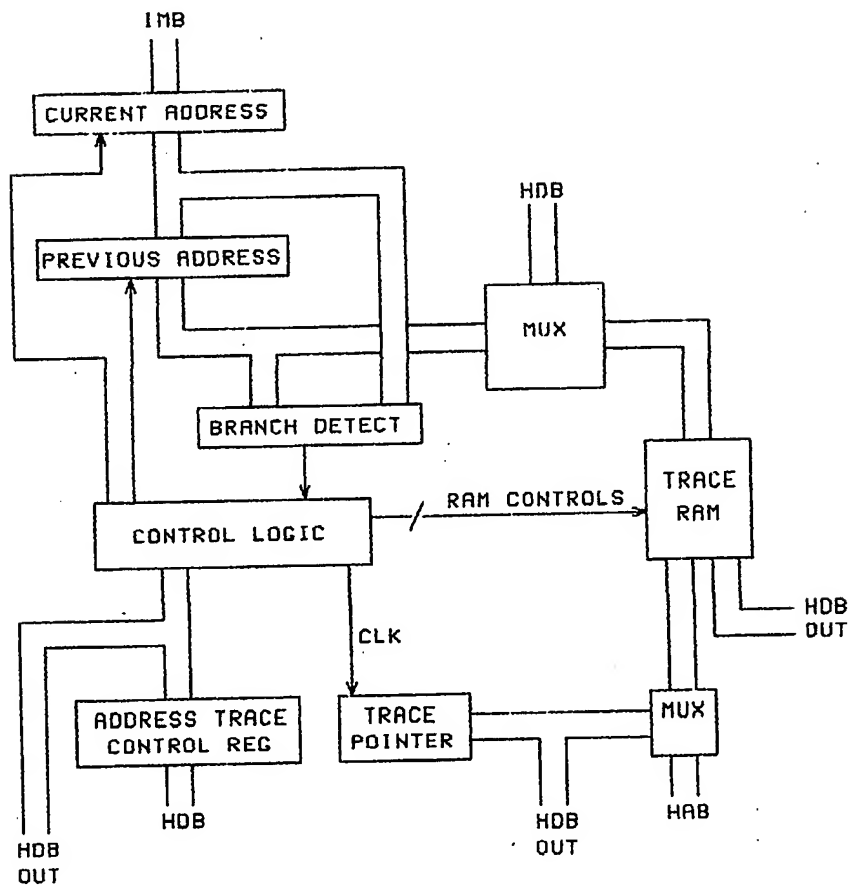 IMB
CURRENT ADDRESS
HDB
PREVIOUS ADDRESS
MUX
BRANCH DETECT
TRACE
RAM
RAM CONTROLS
CONTROL LOGIC
HDB
OUT
CLK
ADDRESS TRACE
CONTROL REG
TRACE
POINTER
MUX
HDB
HDB
OUT
HAB
HDB
OUT